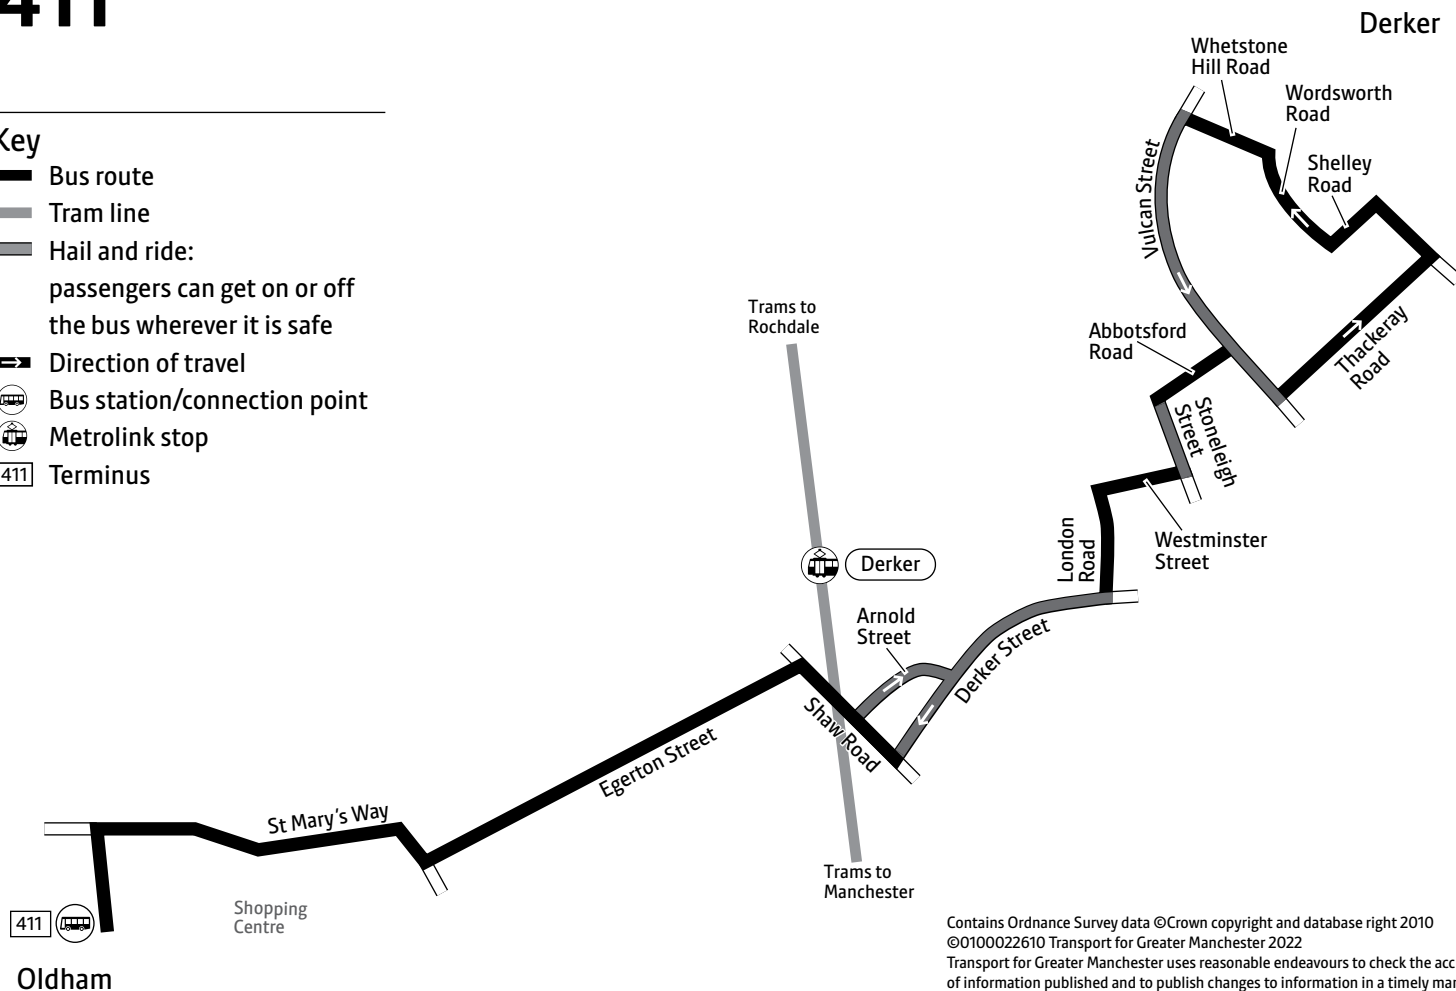 411
Derker
Key
Bus route
Tram line
Hail and ride:
passengers can get on or off
the bus wherever it is safe
Direction of travel
Bus station/connection point
Metrolink stop
411 Terminus
Whetstone
Hill Road
Wordsworth
Road
Shelley
Road
Vulcan Street
Thackeray
Road
Abbotsford
Road
Stoneleigh
Street
Trams to
Rochdale
London
Road
Westminster
Street
Derker
Arnold
Street
Derker Street
Shaw Road
Egerton Street
St Mary's Way
Trams to
Manchester
Shopping
Centre
411
Oldham
Contains Ordnance Survey data ©Crown copyright and database right 2010
©0100022610 Transport for Greater Manchester 2022
Transport for Greater Manchester uses reasonable endeavours to check the acc
of information published and to publish changes to information in a timely mar